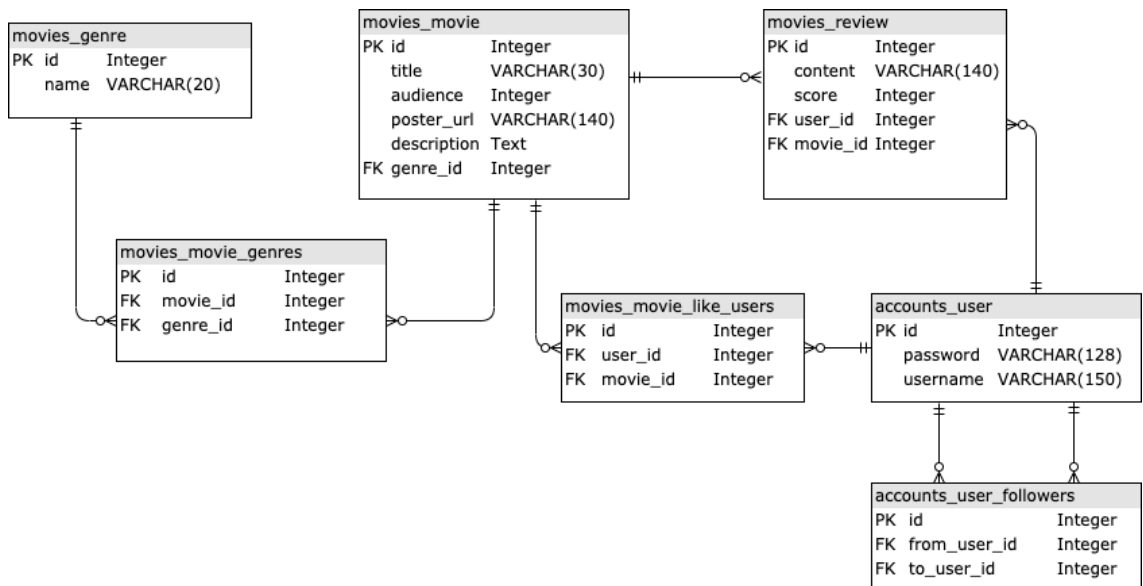 movies_genre
PK id Integer
name VARCHAR(20)
movies_movie
PK id Integer
title VARCHAR(30)
audience Integer
poster_url VARCHAR(140)
description Text
FK genre_id Integer
movies_review
PK id Integer
content VARCHAR(140)
score Integer
FK user_id Integer
FK movie_id Integer
movies_movie_genres
PK id Integer
FK movie_id Integer
FK genre_id Integer
movies_movie_like_users
PK id Integer
FK user_id Integer
FK movie_id Integer
accounts_user
PK id Integer
password VARCHAR(128)
username VARCHAR(150)
accounts_user_followers
PK id Integer
FK from_user_id Integer
FK to_user_id Integer